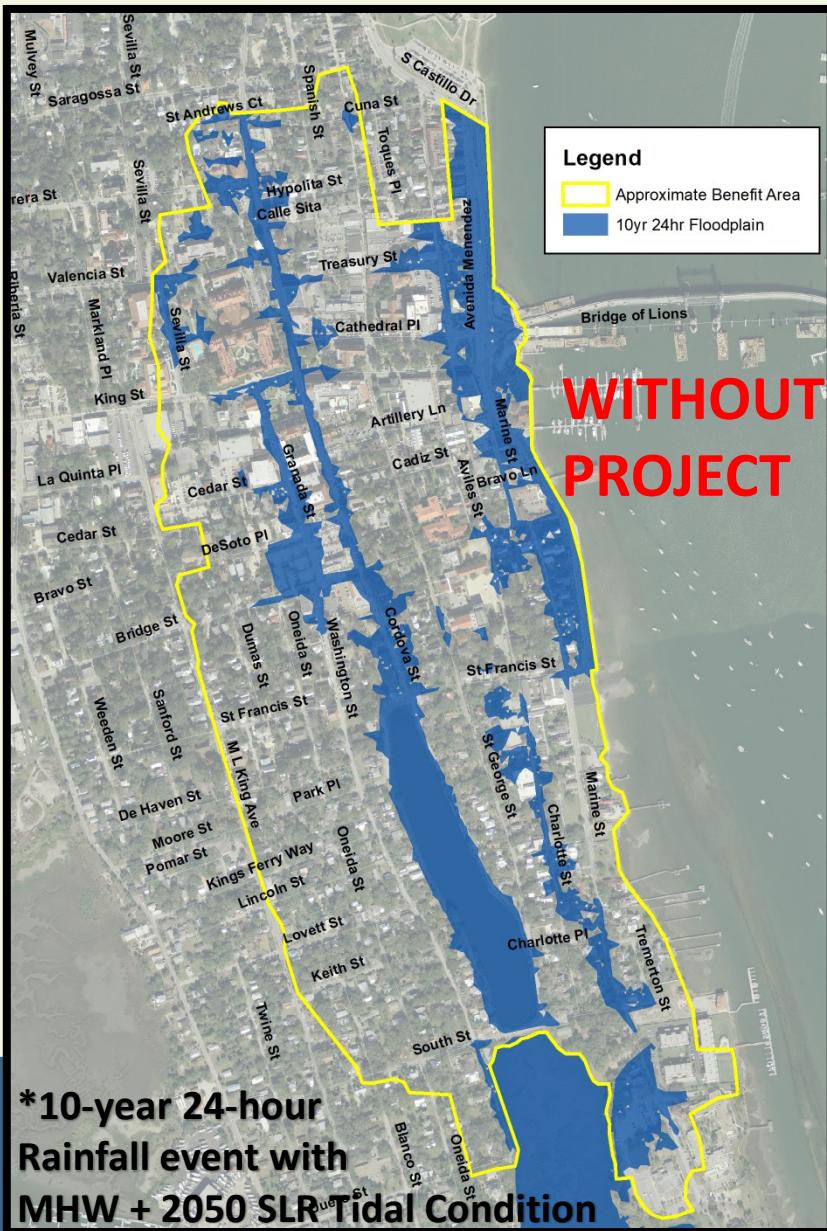 Mulvey St
Sevilla St
Saragossa St
St Andrews Ct
Spanish St
Cuna St
S Castillo Dr
Toques Pl
Sevilla St
Hypolita St
Calle Sita
rera St
Legend
Approximate Benefit Area
10yr 24hr Floodplain
Avenida Menendez
Treasury St
Valencia St
Riberia St
Markland Pl
Sevilla St
Cathedral Pl
Bridge of Lions
King St
WITHOUT
PROJECT
Artillery Ln
Marine St
La Quinta Pl
Granada St
Cadiz St
Aviles St
Bravo Ln
Cedar St
Cedar St
DeSoto Pl
Bravo St
Bridge St
Dumas St
Oneida St
Washington St
Cordova St
St Francis St
Weeden St
Sanford St
St Francis St
M L King Ave
St George St
Marine St
De Haven St
Park Pl
Moore St
Pomar St
Charlotte St
Kings Ferry Way
Oneida St
Lincoln St
Lovett St
Charlotte Pl
Tremerton St
Keith St
Twine St
South St
*10-year 24-hour
Rainfall event with
MHW + 2050 SLR Tidal Condition
Blanco St
Oneida St